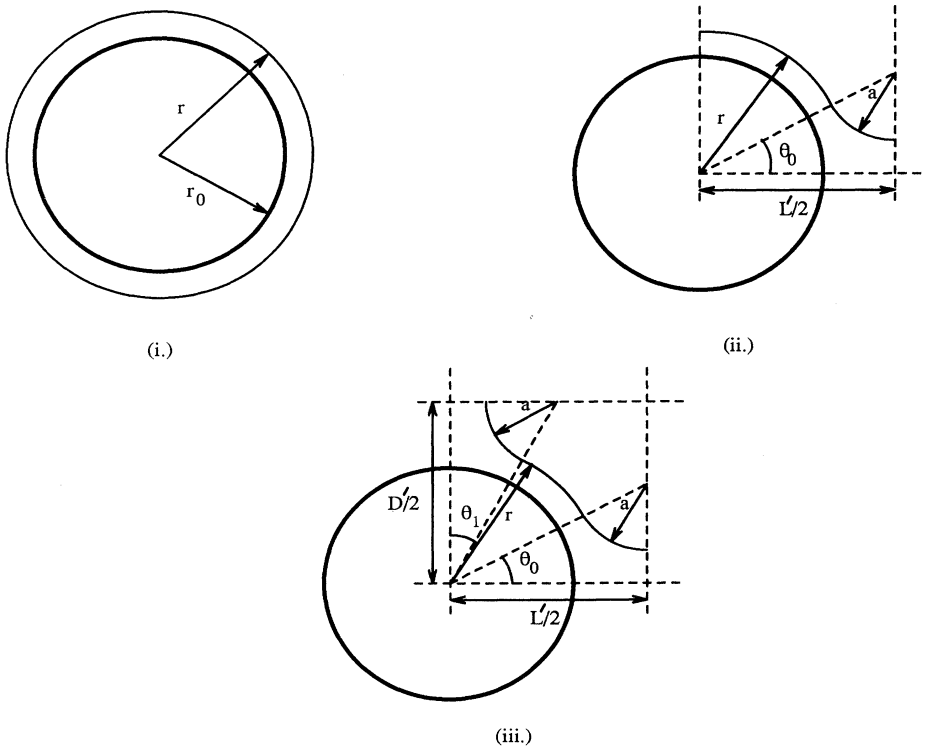 r
r₀
(i.)
a
r
θ₀
L′/2
(ii.)
a
D′/2
θ₁
r
a
θ₀
L′/2
(iii.)